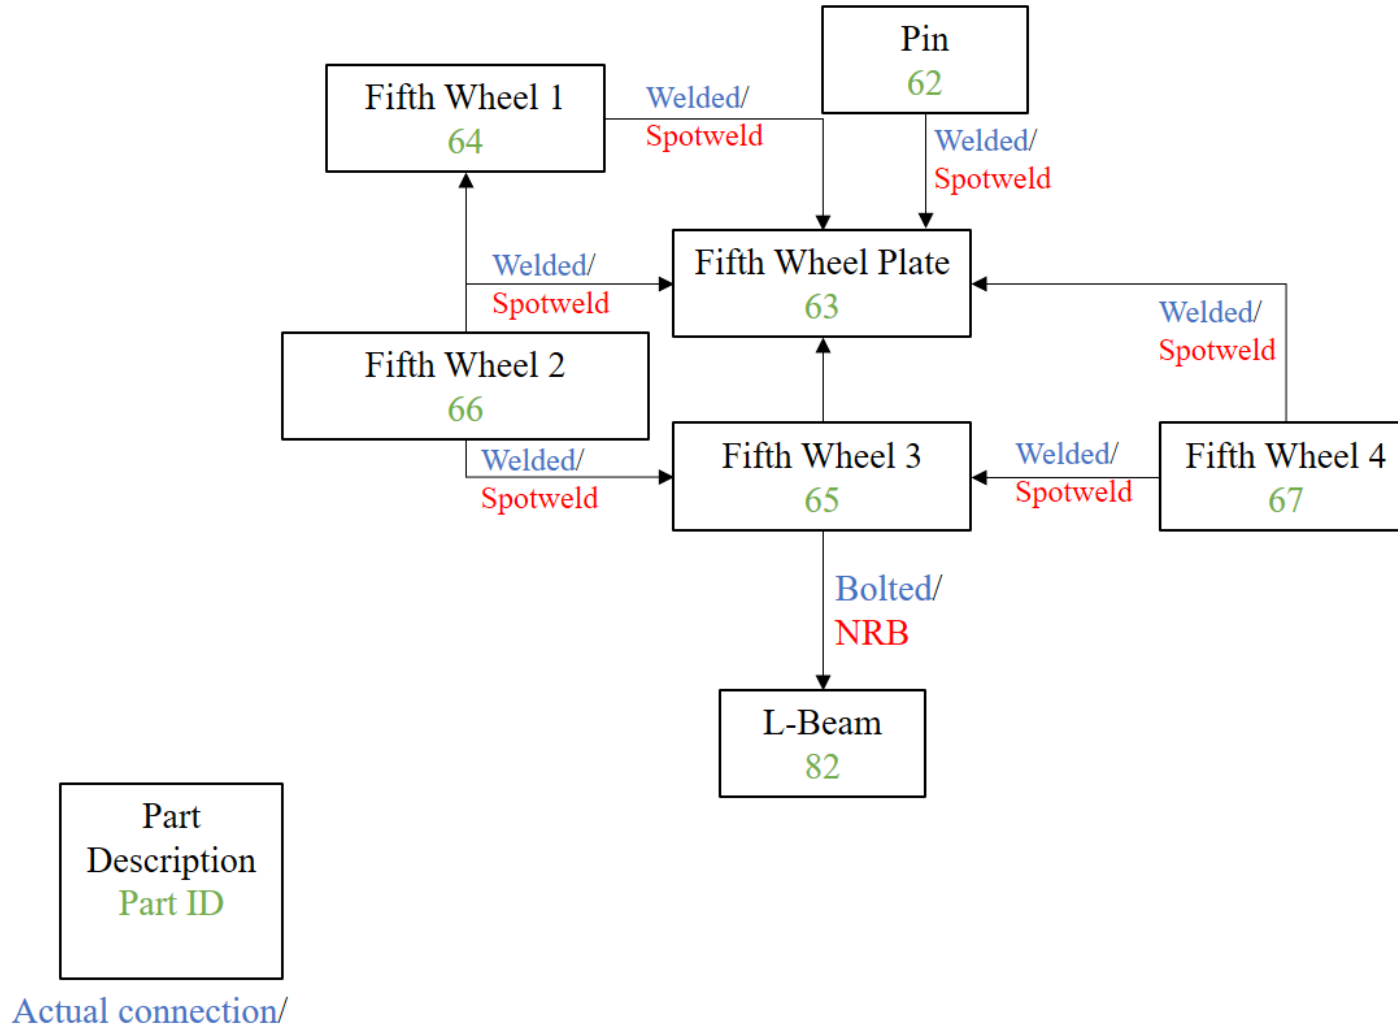 Pin
62
Fifth Wheel 1
64
Welded/
Spotweld
Welded/
Spotweld
Fifth Wheel Plate
63
Welded/
Spotweld
Welded/
Spotweld
Fifth Wheel 2
66
Fifth Wheel 3
65
Welded/
Spotweld
Welded/
Spotweld
Fifth Wheel 4
67
Bolted/
NRB
L-Beam
82
Part
Description
Part ID
Actual connection/